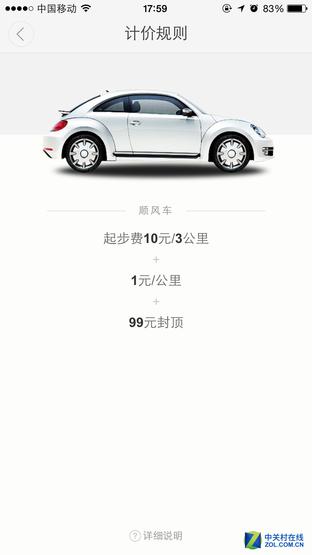 中国移动 17:59 83%
计价规则
顺风车
起步费10元/3公里
+
1元/公里
+
99元封顶
? 详细说明
Z 中关村在线
ZOL.COM.CN